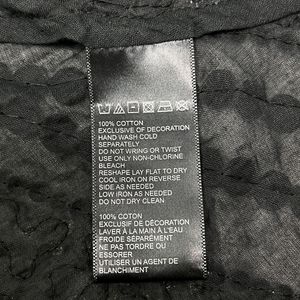 100% COTTON
EXCLUSIVE OF DECORATION
HAND WASH COLD
SEPARATELY
DO NOT WRING OR TWIST
USE ONLY NON-CHLORINE
BLEACH
RESHAPE LAY FLAT TO DRY
COOL IRON ON REVERSE
SIDE AS NEEDED
LOW IRON AS NEEDED
DO NOT DRY CLEAN
100% COTON
EXCLUSIF DE DÉCORATION
LAVER À LA MAIN À L'EAU
FROIDE SÉPARÉMENT
NE PAS TORDRE OU
ESSORER
UTILISER UN AGENT DE
BLANCHIMENT